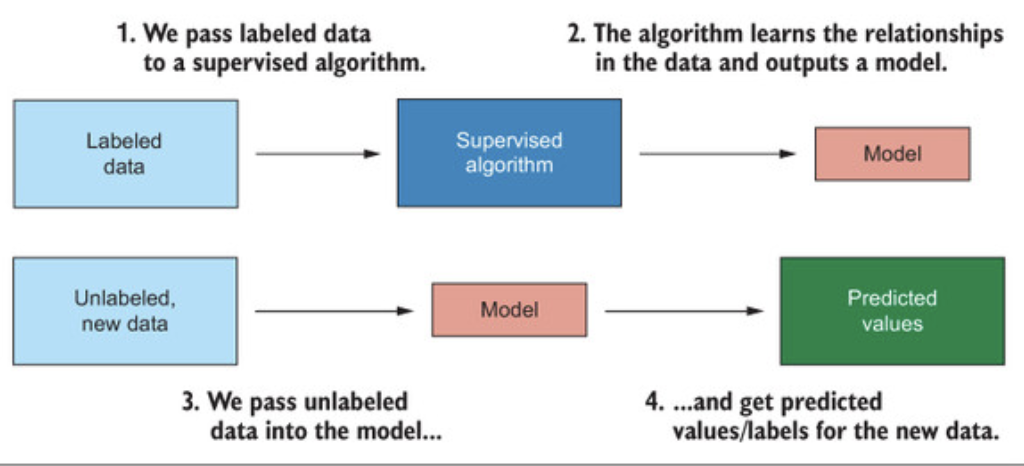 1. We pass labeled data
to a supervised algorithm.
2. The algorithm learns the relationships
in the data and outputs a model.
Labeled
data
Supervised
algorithm
Model
Unlabeled,
new data
Model
Predicted
values
3. We pass unlabeled
data into the model...
4. ...and get predicted
values/labels for the new data.